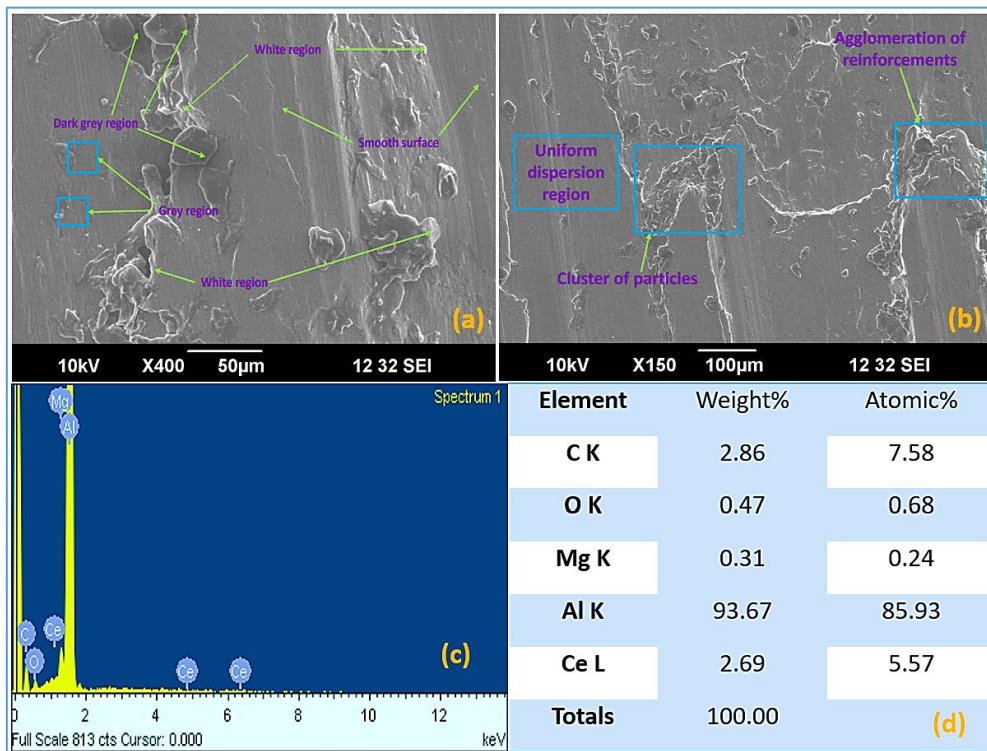 White region
Dark grey region
Smooth surface
Grey region
White region
(a)
10kV X400 50µm 12 32 SEI
Agglomeration of
reinforcements
Uniform
dispersion
region
Cluster of particles
(b)
10kV X150 100µm 12 32 SEI
Spectrum 1
Mg
Al
C
O
Ce
Ce
Ce
(c)
0 2 4 6 8 10 12
Full Scale 813 cts Cursor: 0.000 keV
Element Weight% Atomic%
C K 2.86 7.58
O K 0.47 0.68
Mg K 0.31 0.24
Al K 93.67 85.93
Ce L 2.69 5.57
Totals 100.00
(d)